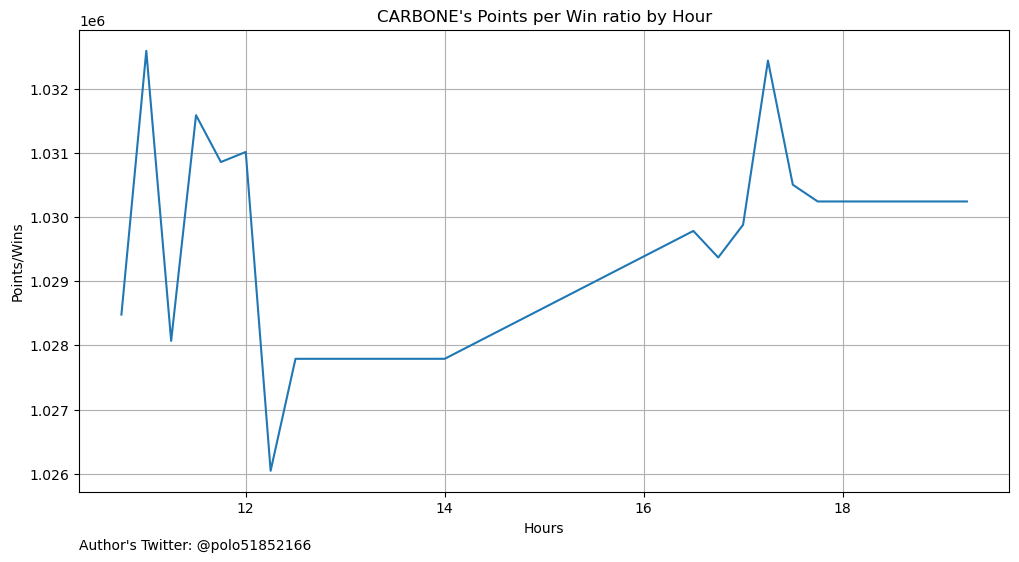 CARBONE's Points per Win ratio by Hour
1e6
1.032
1.031
1.030
1.029
1.028
1.027
1.026
Points/Wins
12 14 16 18
Hours
Author's Twitter: @polo51852166